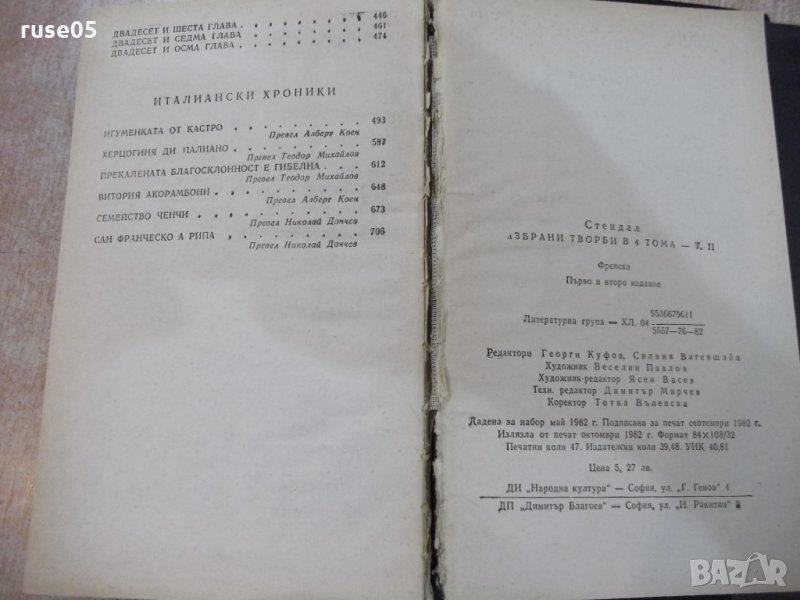 ruse05
ДВАДЕСЕТ И ШЕСТА ГЛАВА . . . . . . . . 446
ДВАДЕСЕТ И СЕДМА ГЛАВА . . . . . . . . 461
ДВАДЕСЕТ И ОСМА ГЛАВА . . . . . . . . 474
ИТАЛИАНСКИ ХРОНИКИ
ИГУМЕНКАТА ОТ КАСТРО . . . . . . . . 493
Превел Алберт Коен
ХЕРЦОГИНЯ ДИ ПАЛИАНО . . . . . . . . 587
Превел Теодор Михайлов
ПРЕКАЛЕНАТА БЛАГОСКЛОННОСТ Е ГИБЕЛНА . . . 612
Превел Теодор Михайлов
ВИТОРИЯ АКОРАМБОНИ . . . . . . . . 648
Превел Алберт Коен
СЕМЕЙСТВО ЧЕНЧИ . . . . . . . . 673
Превел Николай Дончев
САН ФРАНЧЕСКО А РИПА . . . . . . . . 706
Превел Николай Дончев
Стендал
ИЗБРАНИ ТВОРБИ В 4 ТОМА — Т. II
Френска
Първо и второ издание
Литературна група — ХЛ. 04 9536679611
5557—76—82
Редактори Георги Куфов, Силвия Вагенщайн
Художник Веселин Павлов
Художник-редактор Ясен Васев
Техн. редактор Димитър Мирчев
Коректор Тотка Вълевска
Дадена за набор май 1982 г. Подписана за печат септември 1982 г.
Излязла от печат октомври 1982 г. Формат 84×108/32
Печатни коли 47. Издателски коли 39,48. УИК 40,81
Цена 5, 27 лв.
ДИ „Народна култура“ — София, ул. „Г. Генов“ 4
ДП „Димитър Благоев“ — София, ул. „Н. Ракитин“ 2
BAZAR
bazar.bg